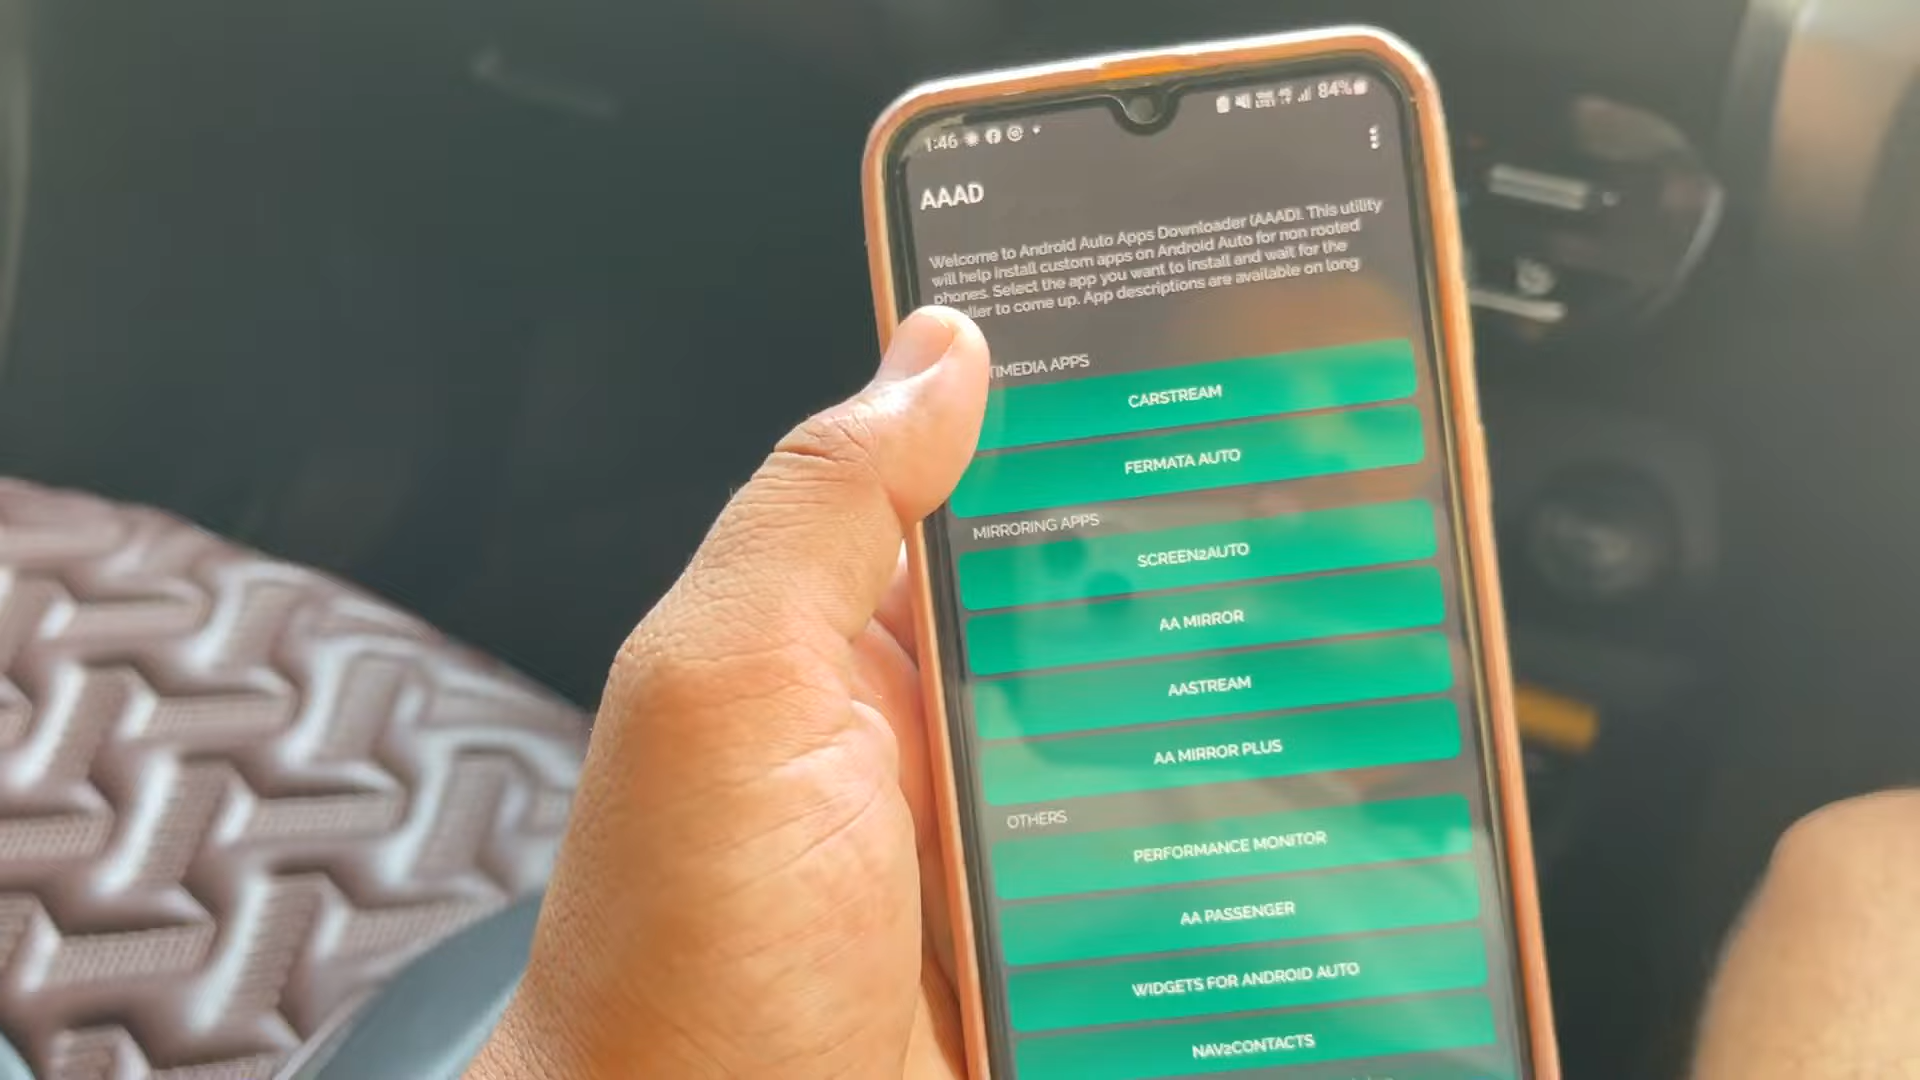 1:46
84%
AAAD
Welcome to Android Auto Apps Downloader (AAAD). This utility
will help install custom apps on Android Auto for non rooted
phones. Select the app you want to install and wait for the
to come up. App descriptions are available on long
APPS
CARSTREAM
FERMATA AUTO
MIRRORING APPS
SCREEN2AUTO
AA MIRROR
AASTREAM
AA MIRROR PLUS
OTHERS
PERFORMANCE MONITOR
AA PASSENGER
WIDGETS FOR ANDROID AUTO
NAV2CONTACTS